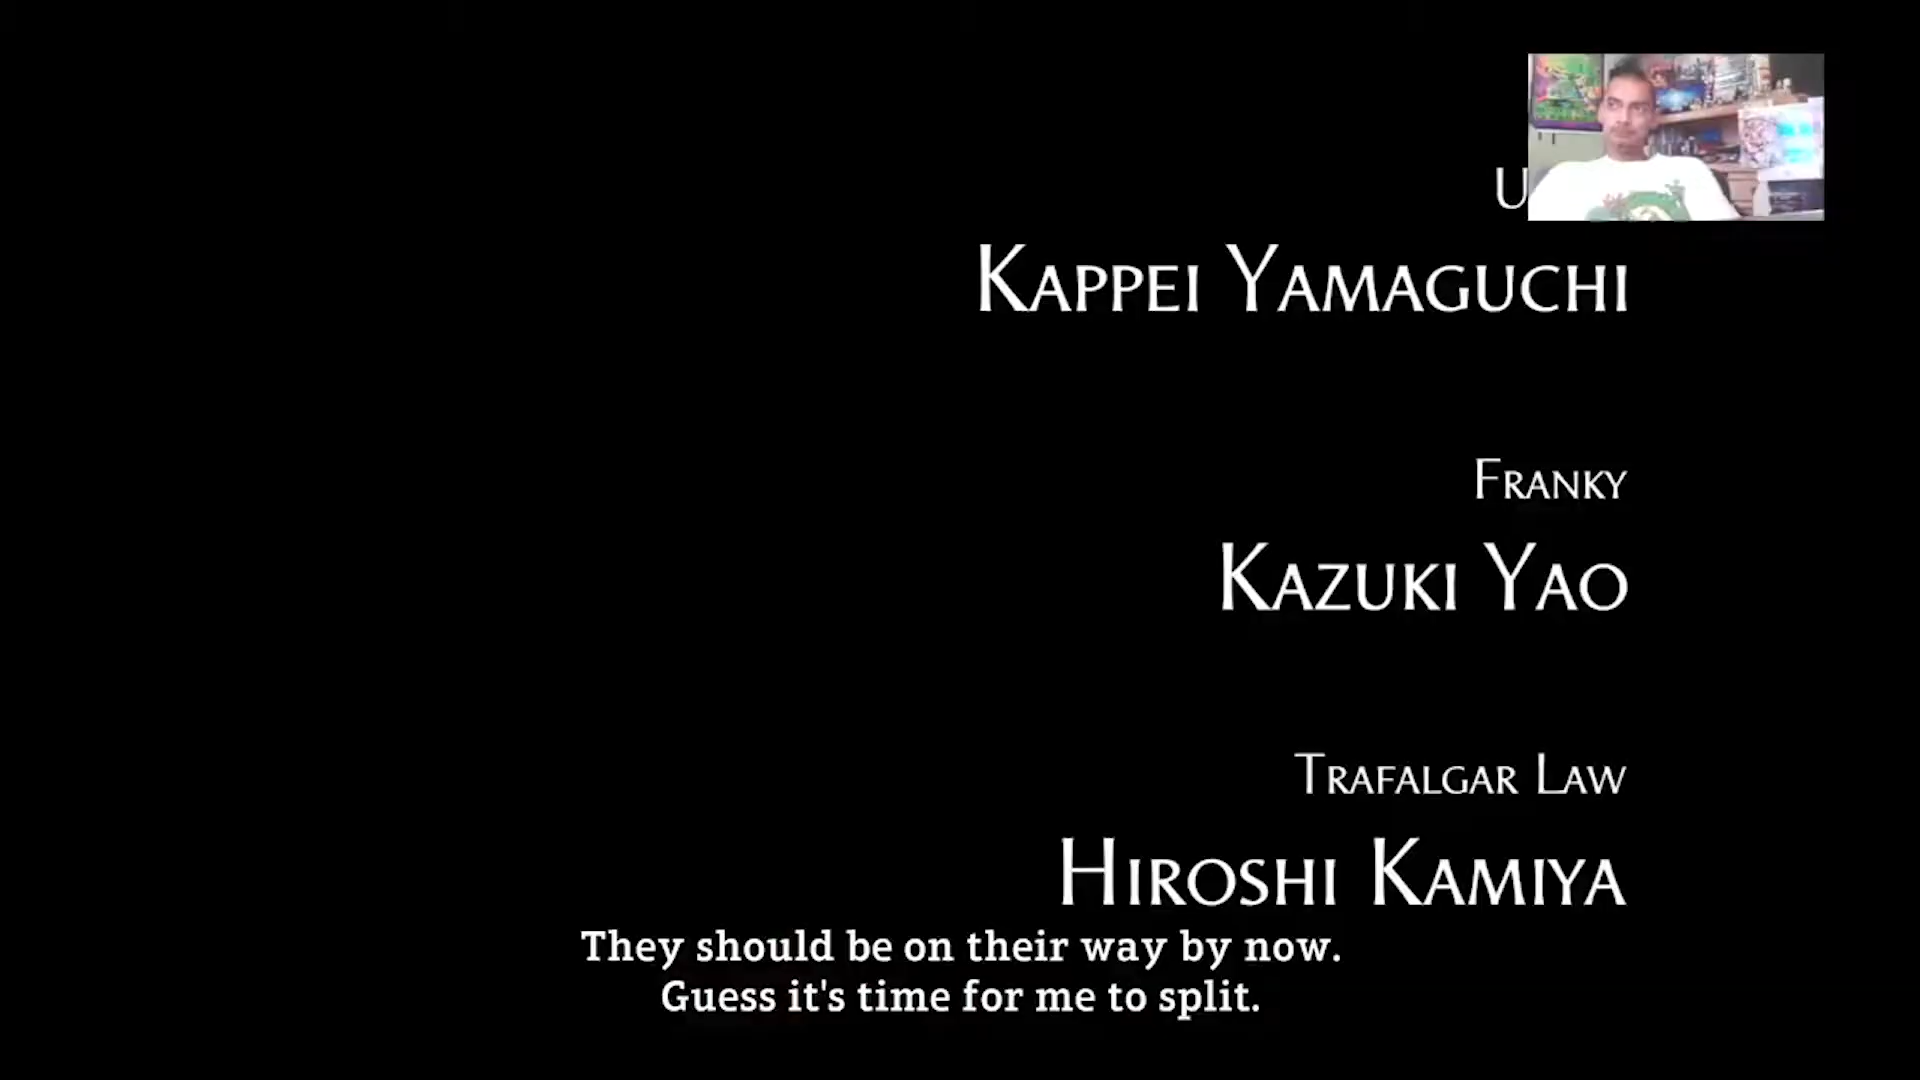 Kappei Yamaguchi
Franky
Kazuki Yao
Trafalgar Law
Hiroshi Kamiya
They should be on their way by now.
Guess it's time for me to split.